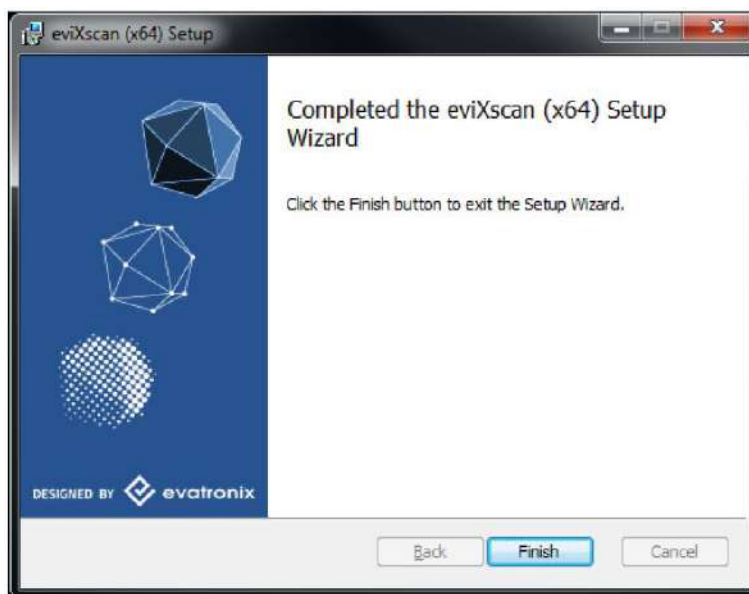 eviXscan (x64) Setup
Completed the eviXscan (x64) Setup
Wizard
Click the Finish button to exit the Setup Wizard.
DESIGNED BY evatronix
Back
Finish
Cancel